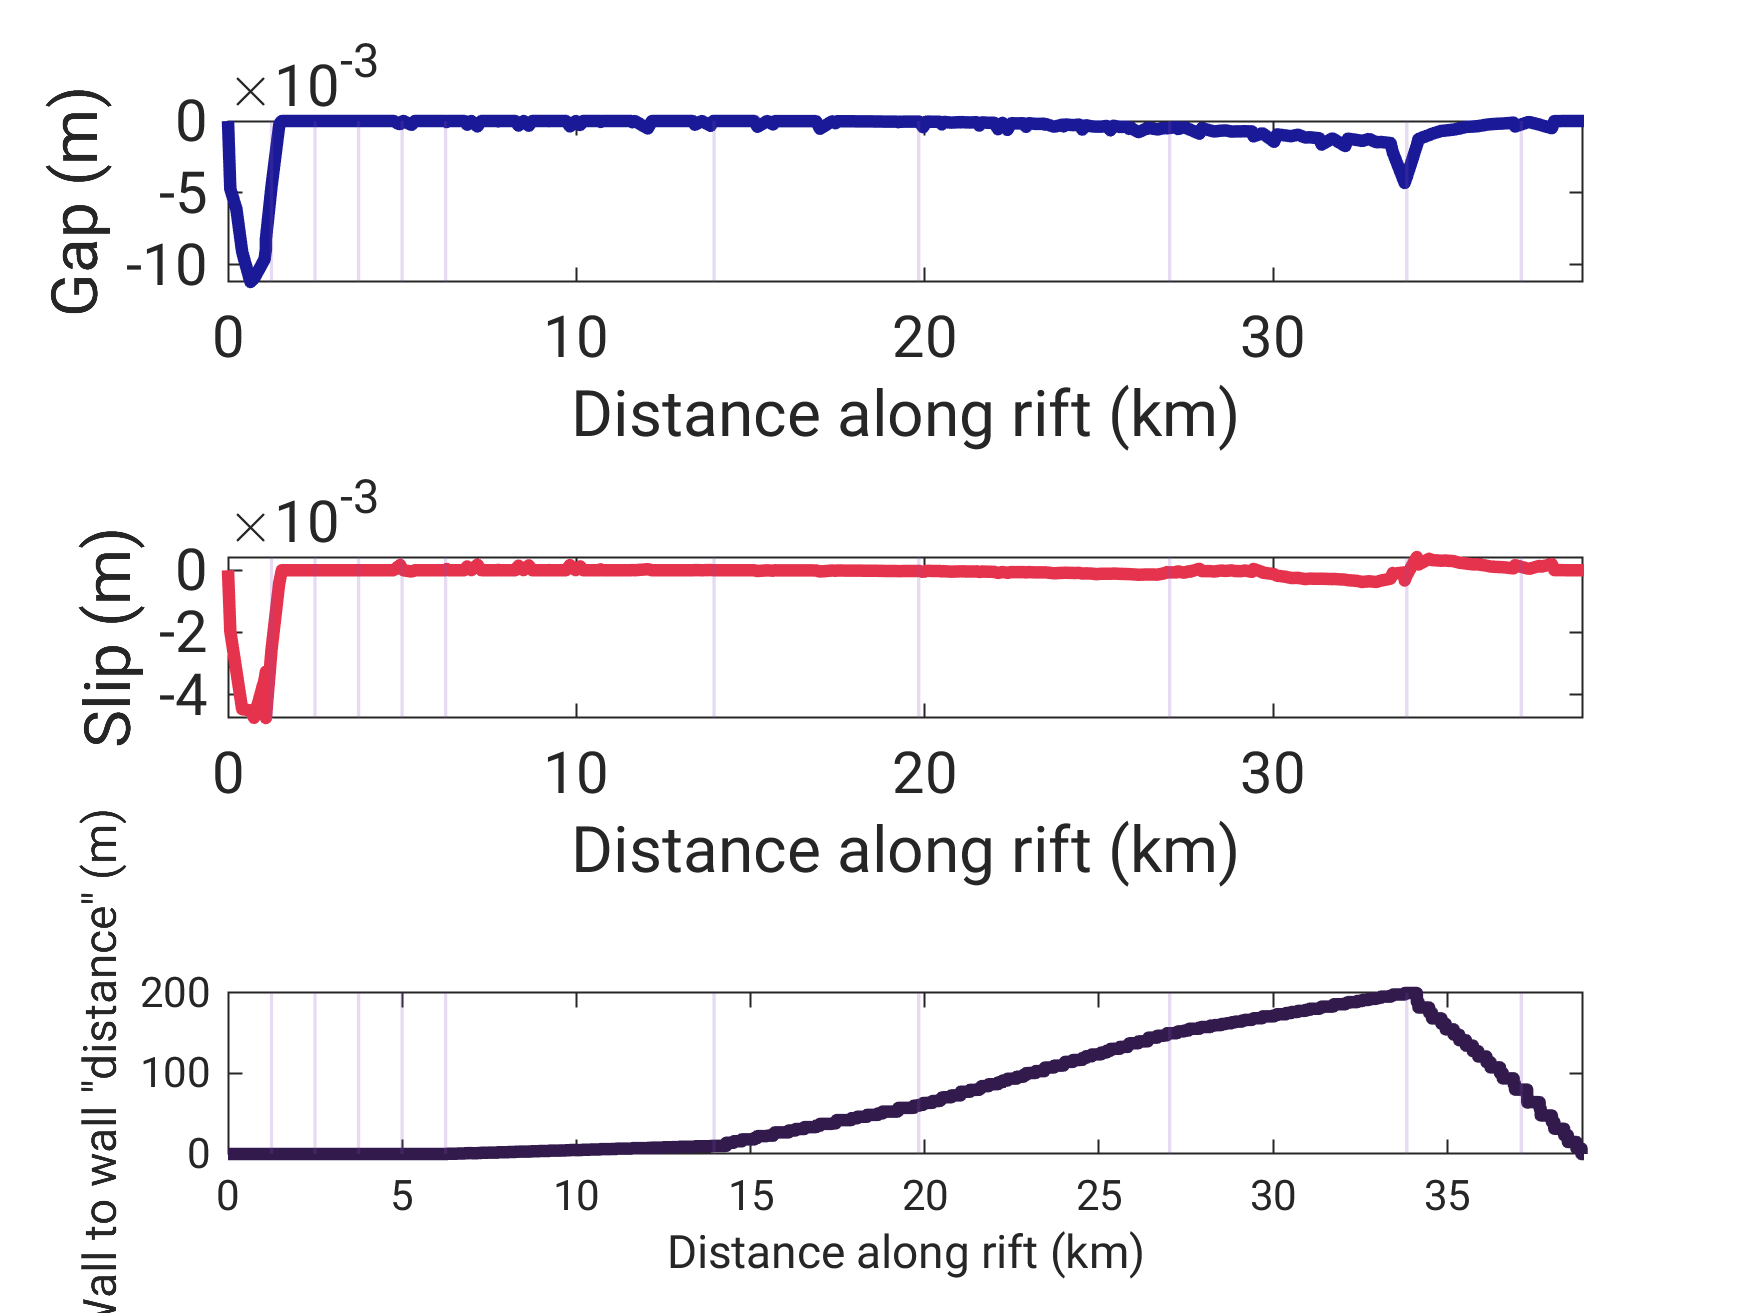 ×10-3
Gap (m)
0
-5
-10
0 10 20 30
Distance along rift (km)
×10-3
Slip (m)
0
-2
-4
0 10 20 30
Distance along rift (km)
to wall "distance" (m)
200
100
0
0 5 10 15 20 25 30 35
Distance along rift (km)